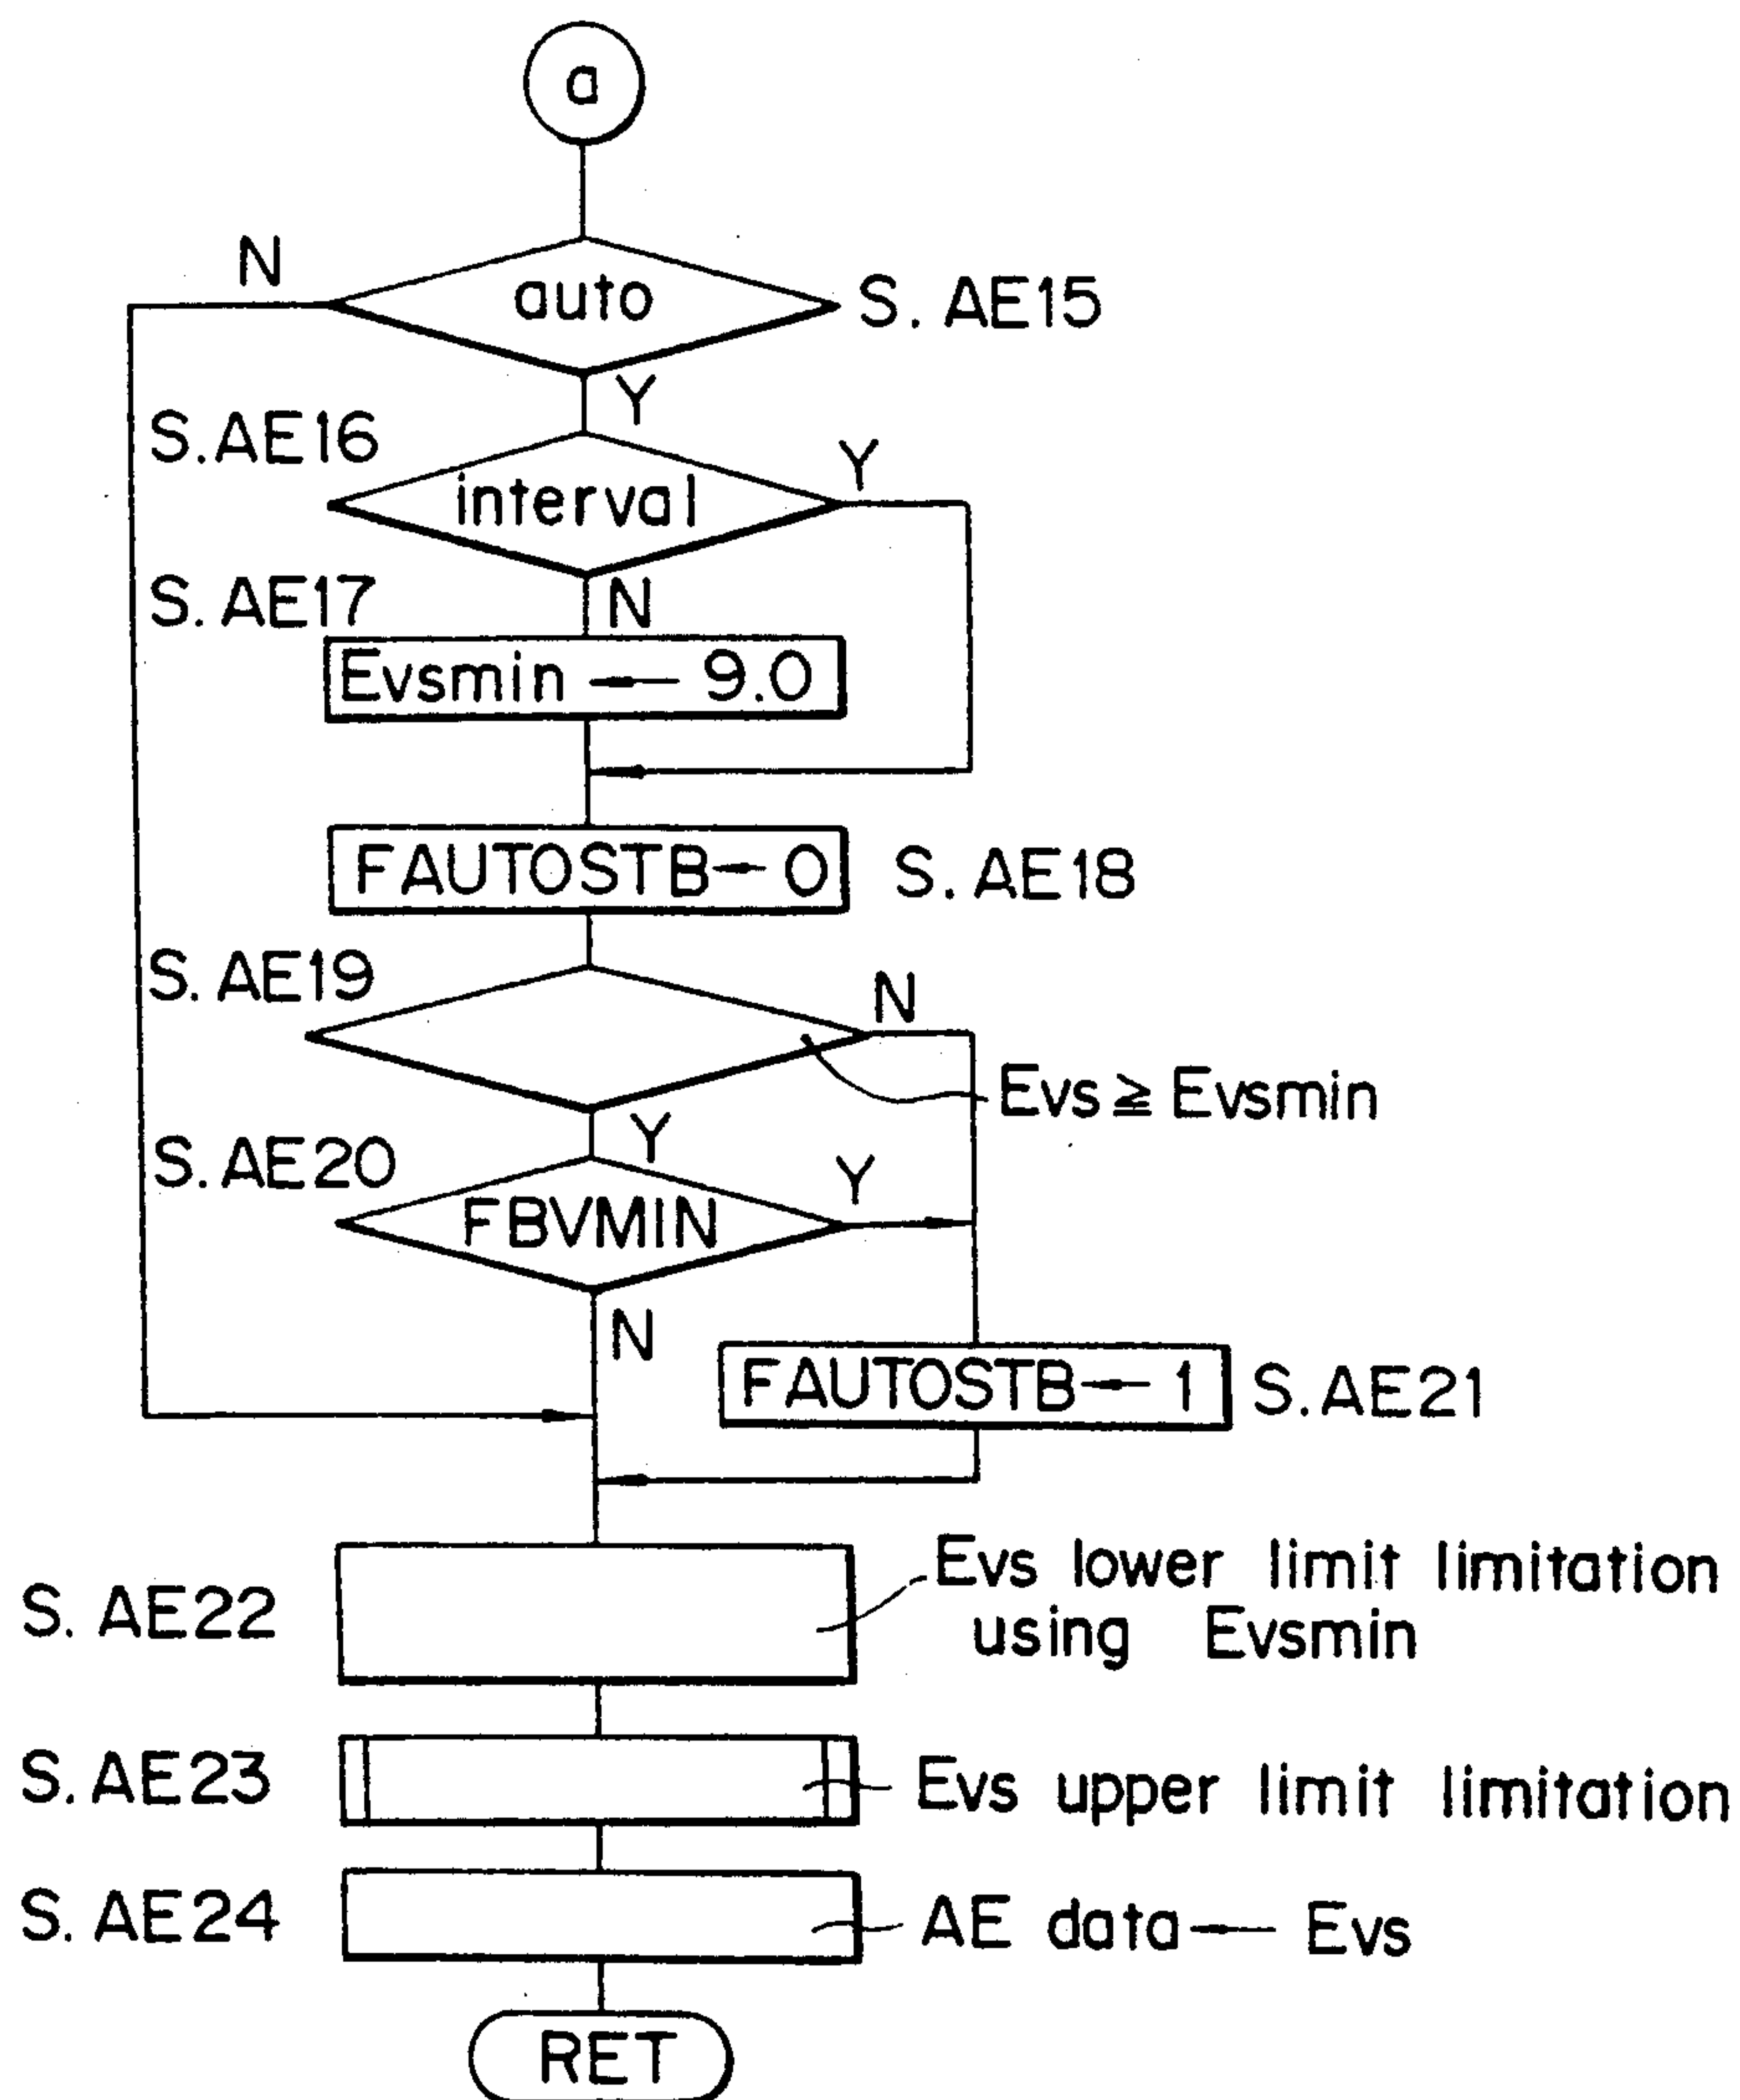 a
N
auto
S. AE15
Y
S. AE16
Y
interval
S. AE17
N
Evsmin ← 9.0
FAUTOSTB ← 0
S. AE18
S. AE19
N
Evs ≧ Evsmin
Y
S. AE20
Y
FBVMIN
N
FAUTOSTB ← 1
S. AE21
Evs lower limit limitation
using Evsmin
S. AE22
S. AE23
Evs upper limit limitation
S. AE24
AE data ← Evs
RET